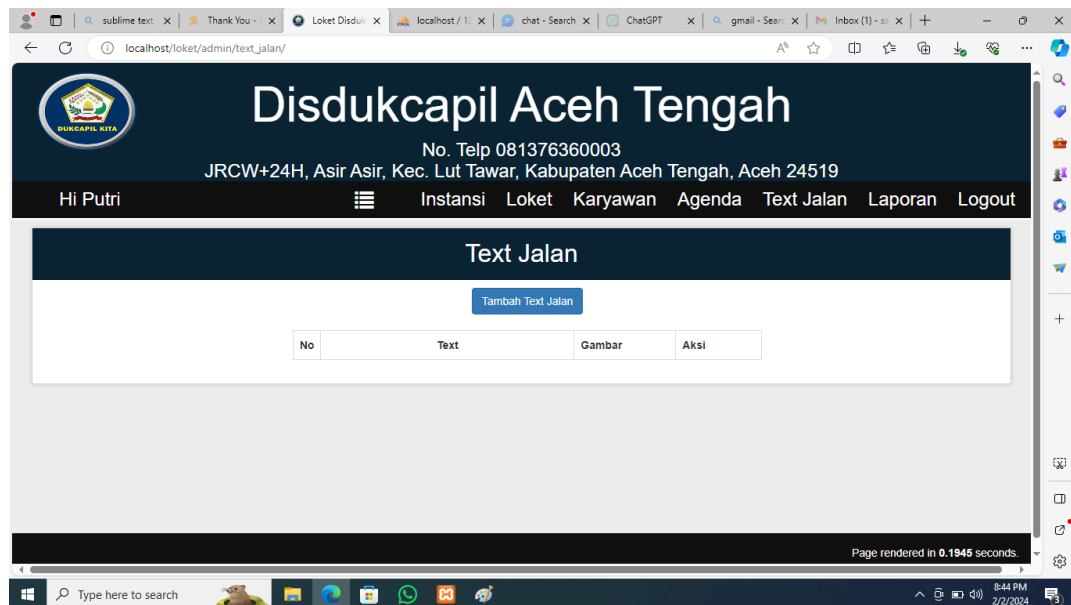 sublime text
Thank You - S
Loket Disduk
localhost / 12
chat - Search
ChatGPT
gmail - Searc
Inbox (1) - sa
localhost/loket/admin/text_jalan/
DUKCAPIL KITA
Disdukcapil Aceh Tengah
No. Telp 081376360003
JRCW+24H, Asir Asir, Kec. Lut Tawar, Kabupaten Aceh Tengah, Aceh 24519
Hi Putri
Instansi Loket Karyawan Agenda Text Jalan Laporan Logout
Text Jalan
Tambah Text Jalan
No Text Gambar Aksi
Page rendered in 0.1945 seconds.
Type here to search
8:44 PM
2/2/2024